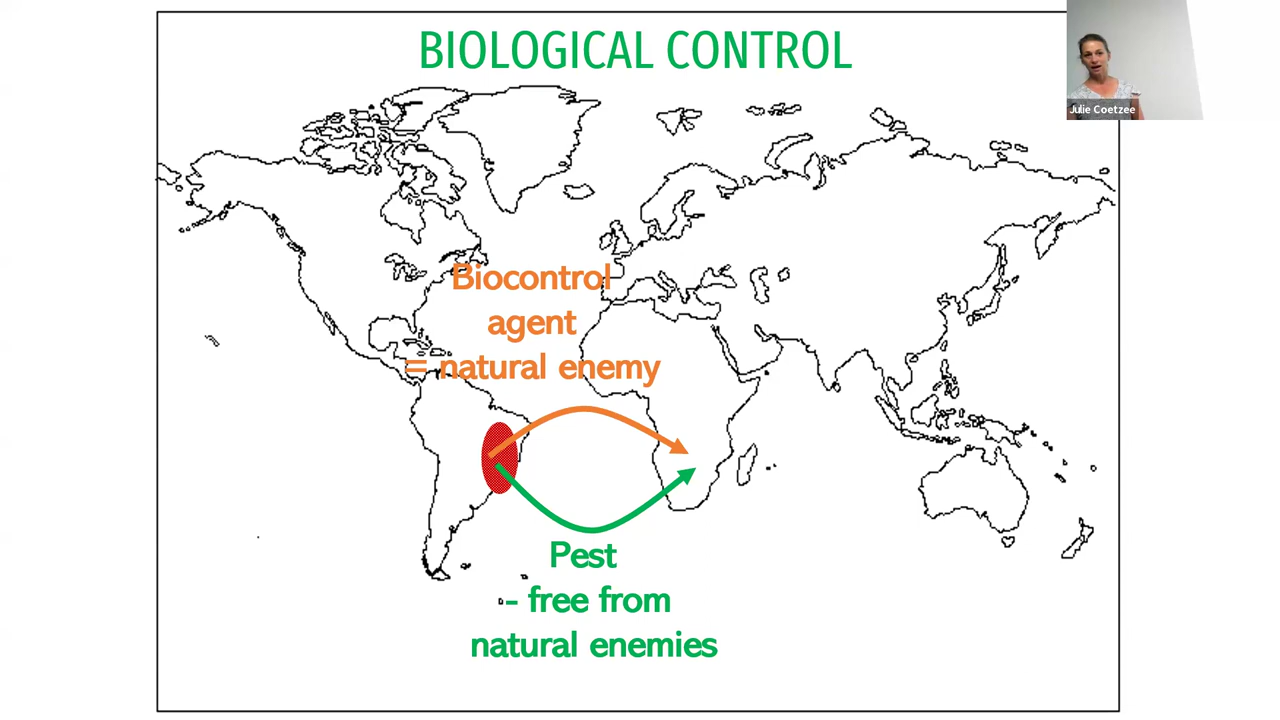 BIOLOGICAL CONTROL
Julie Coetzee
Biocontrol
agent
= natural enemy
Pest
- free from
natural enemies